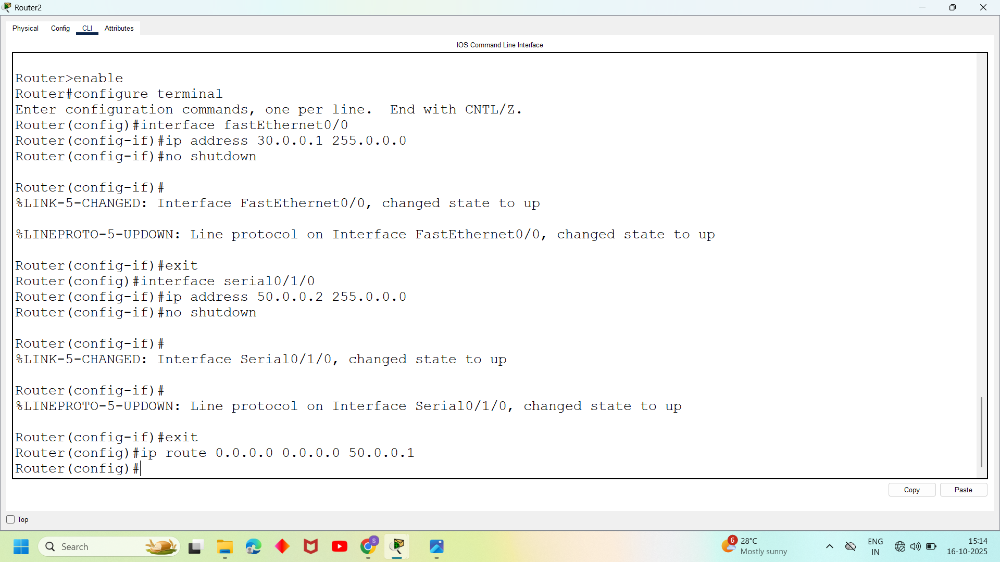 Router2
Physical Config CLI Attributes
IOS Command Line Interface
Router>enable
Router#configure terminal
Enter configuration commands, one per line.  End with CNTL/Z.
Router(config)#interface fastEthernet0/0
Router(config-if)#ip address 30.0.0.1 255.0.0.0
Router(config-if)#no shutdown
Router(config-if)#
%LINK-5-CHANGED: Interface FastEthernet0/0, changed state to up
%LINEPROTO-5-UPDOWN: Line protocol on Interface FastEthernet0/0, changed state to up
Router(config-if)#exit
Router(config)#interface serial0/1/0
Router(config-if)#ip address 50.0.0.2 255.0.0.0
Router(config-if)#no shutdown
Router(config-if)#
%LINK-5-CHANGED: Interface Serial0/1/0, changed state to up
Router(config-if)#
%LINEPROTO-5-UPDOWN: Line protocol on Interface Serial0/1/0, changed state to up
Router(config-if)#exit
Router(config)#ip route 0.0.0.0 0.0.0.0 50.0.0.1
Router(config)#
Copy Paste
Top
Search
S
6
28°C
Mostly sunny
ENG
IN
15:14
16-10-2025